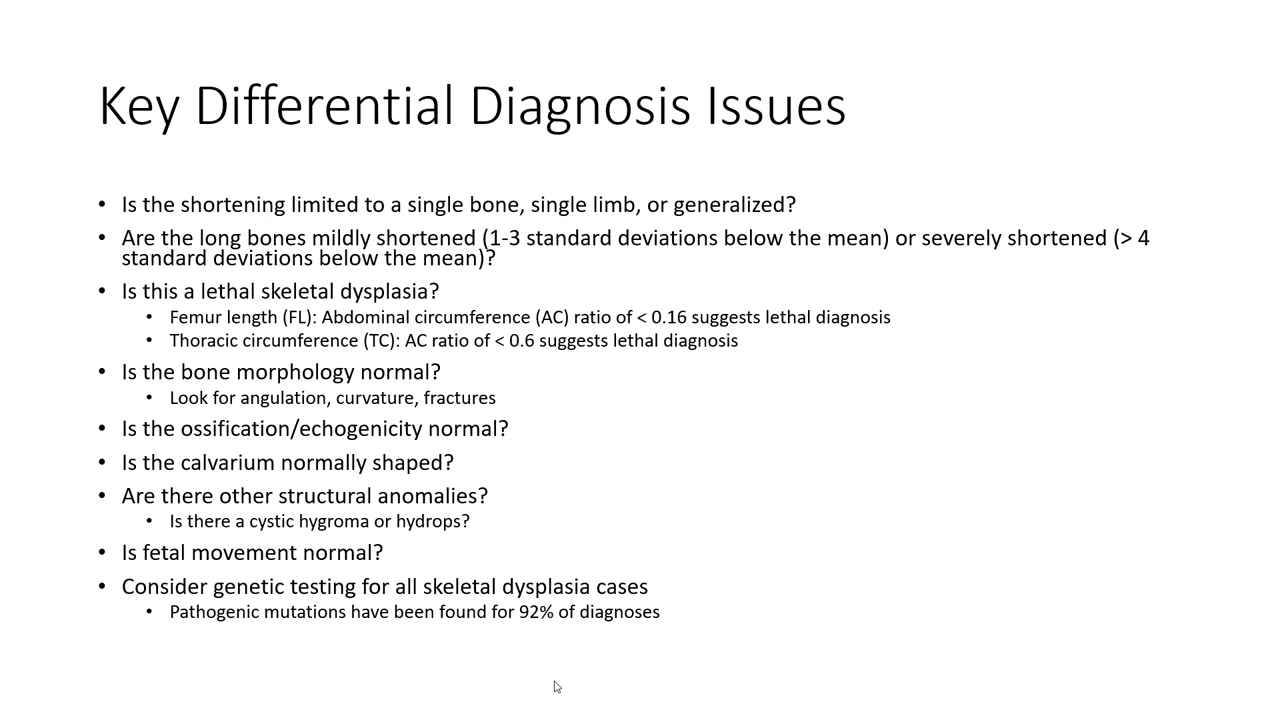 Key Differential Diagnosis Issues
• Is the shortening limited to a single bone, single limb, or generalized?
• Are the long bones mildly shortened (1-3 standard deviations below the mean) or severely shortened (> 4
standard deviations below the mean)?
• Is this a lethal skeletal dysplasia?
• Femur length (FL): Abdominal circumference (AC) ratio of < 0.16 suggests lethal diagnosis
• Thoracic circumference (TC): AC ratio of < 0.6 suggests lethal diagnosis
• Is the bone morphology normal?
• Look for angulation, curvature, fractures
• Is the ossification/echogenicity normal?
• Is the calvarium normally shaped?
• Are there other structural anomalies?
• Is there a cystic hygroma or hydrops?
• Is fetal movement normal?
• Consider genetic testing for all skeletal dysplasia cases
• Pathogenic mutations have been found for 92% of diagnoses